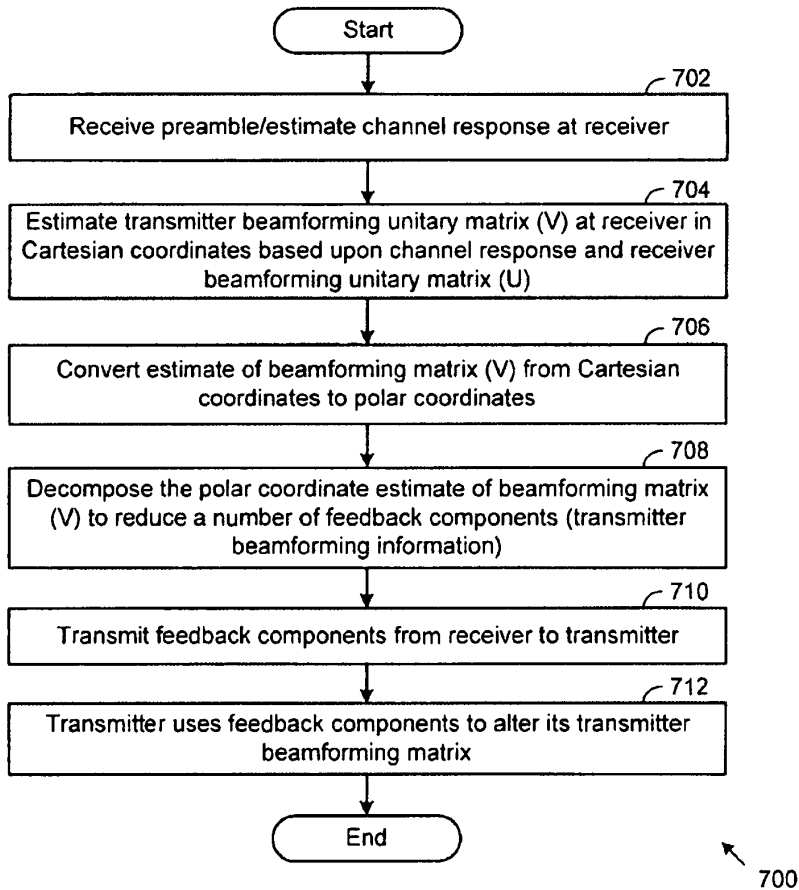 Start
702
Receive preamble/estimate channel response at receiver
704
Estimate transmitter beamforming unitary matrix (V) at receiver in
Cartesian coordinates based upon channel response and receiver
beamforming unitary matrix (U)
706
Convert estimate of beamforming matrix (V) from Cartesian
coordinates to polar coordinates
708
Decompose the polar coordinate estimate of beamforming matrix
(V) to reduce a number of feedback components (transmitter
beamforming information)
710
Transmit feedback components from receiver to transmitter
712
Transmitter uses feedback components to alter its transmitter
beamforming matrix
End
700